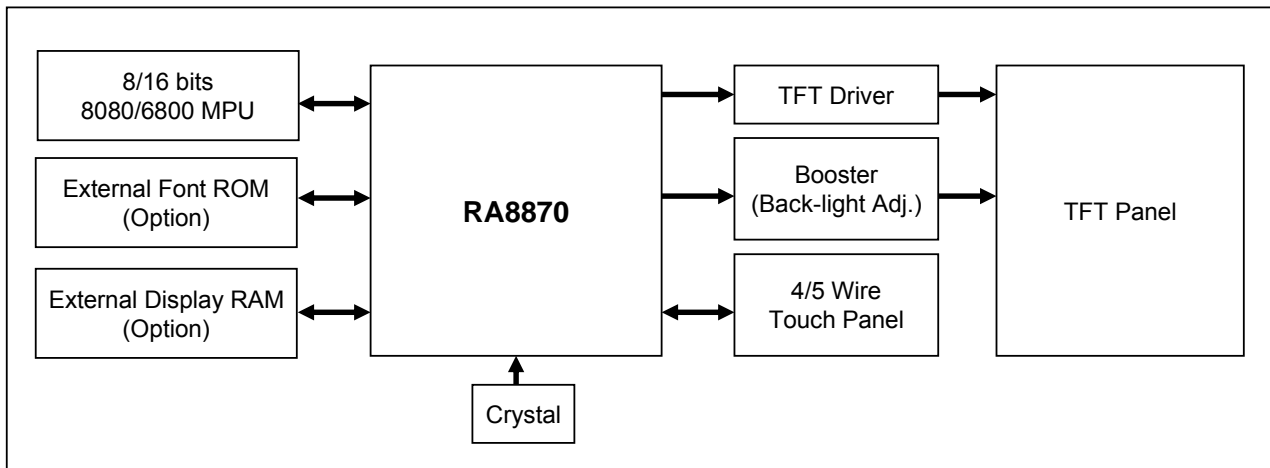 8/16 bits
8080/6800 MPU
External Font ROM
(Option)
External Display RAM
(Option)
RA8870
Crystal
TFT Driver
Booster
(Back-light Adj.)
4/5 Wire
Touch Panel
TFT Panel